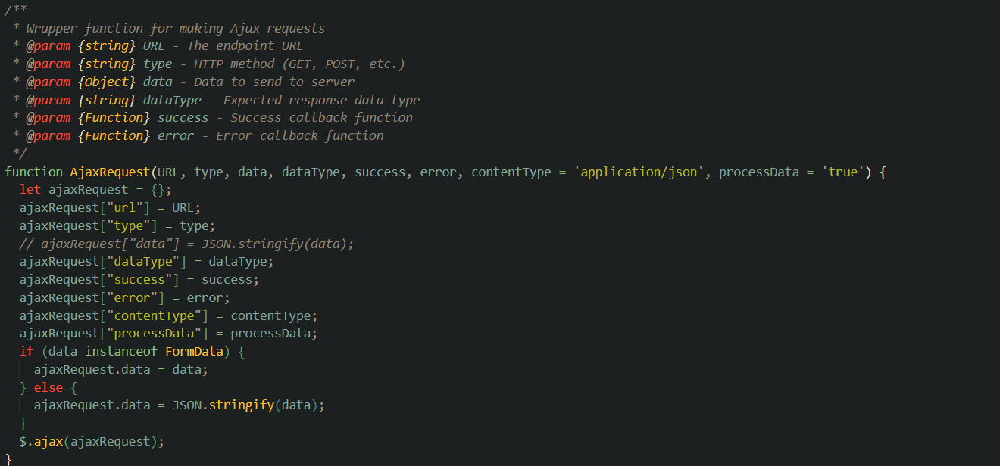 /**
 * Wrapper function for making Ajax requests
 * @param {string} URL - The endpoint URL
 * @param {string} type - HTTP method (GET, POST, etc.)
 * @param {Object} data - Data to send to server
 * @param {string} dataType - Expected response data type
 * @param {Function} success - Success callback function
 * @param {Function} error - Error callback function
 */
function AjaxRequest(URL, type, data, dataType, success, error, contentType = 'application/json', processData = 'true') {
  let ajaxRequest = {};
  ajaxRequest["url"] = URL;
  ajaxRequest["type"] = type;
  // ajaxRequest["data"] = JSON.stringify(data);
  ajaxRequest["dataType"] = dataType;
  ajaxRequest["success"] = success;
  ajaxRequest["error"] = error;
  ajaxRequest["contentType"] = contentType;
  ajaxRequest["processData"] = processData;
  if (data instanceof FormData) {
    ajaxRequest.data = data;
  } else {
    ajaxRequest.data = JSON.stringify(data);
  }
  $.ajax(ajaxRequest);
}